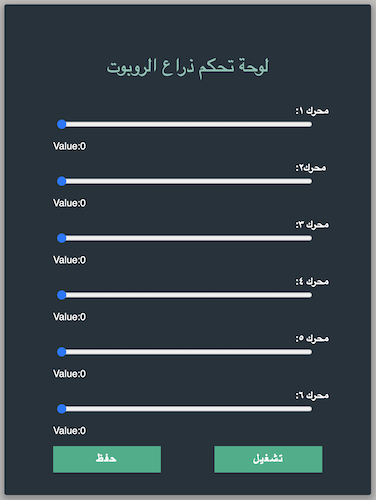 لوحة تحكم ذراع الروبوت
محرك ١:
Value:0
محرك٢:
Value:0
محرك ٣:
Value:0
محرك ٤:
Value:0
محرك ٥:
Value:0
محرك ٦:
Value:0
تشغيل
حفظ